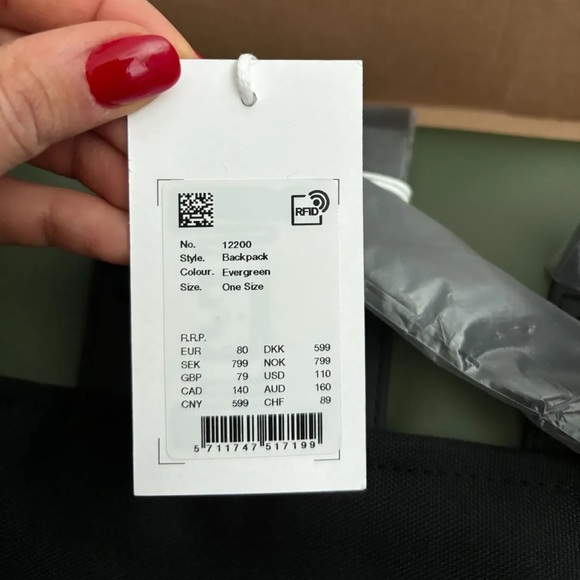 RFID
No. 12200
Style. Backpack
Colour. Evergreen
Size. One Size
R.R.P.
EUR 80 DKK 599
SEK 799 NOK 799
GBP 79 USD 110
CAD 140 AUD 160
CNY 599 CHF 89
5 711747 517199